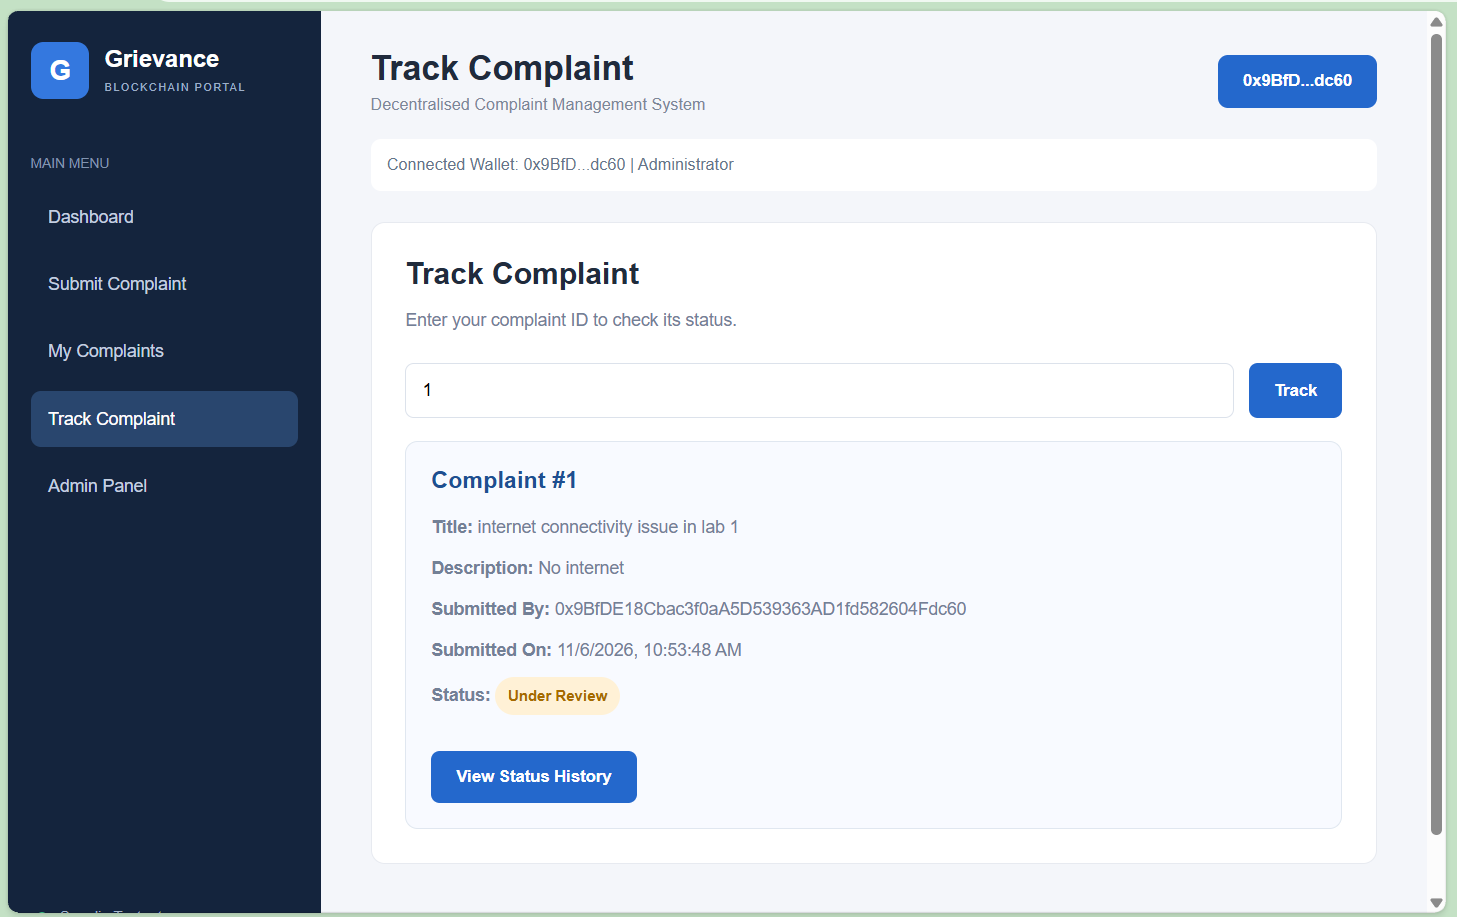 G
Grievance
BLOCKCHAIN PORTAL
MAIN MENU
Dashboard
Submit Complaint
My Complaints
Track Complaint
Admin Panel
Track Complaint
Decentralised Complaint Management System
0x9BfD...dc60
Connected Wallet: 0x9BfD...dc60 | Administrator
Track Complaint
Enter your complaint ID to check its status.
1
Track
Complaint #1
Title: internet connectivity issue in lab 1
Description: No internet
Submitted By: 0x9BfDE18Cbac3f0aA5D539363AD1fd582604Fdc60
Submitted On: 11/6/2026, 10:53:48 AM
Status: Under Review
View Status History